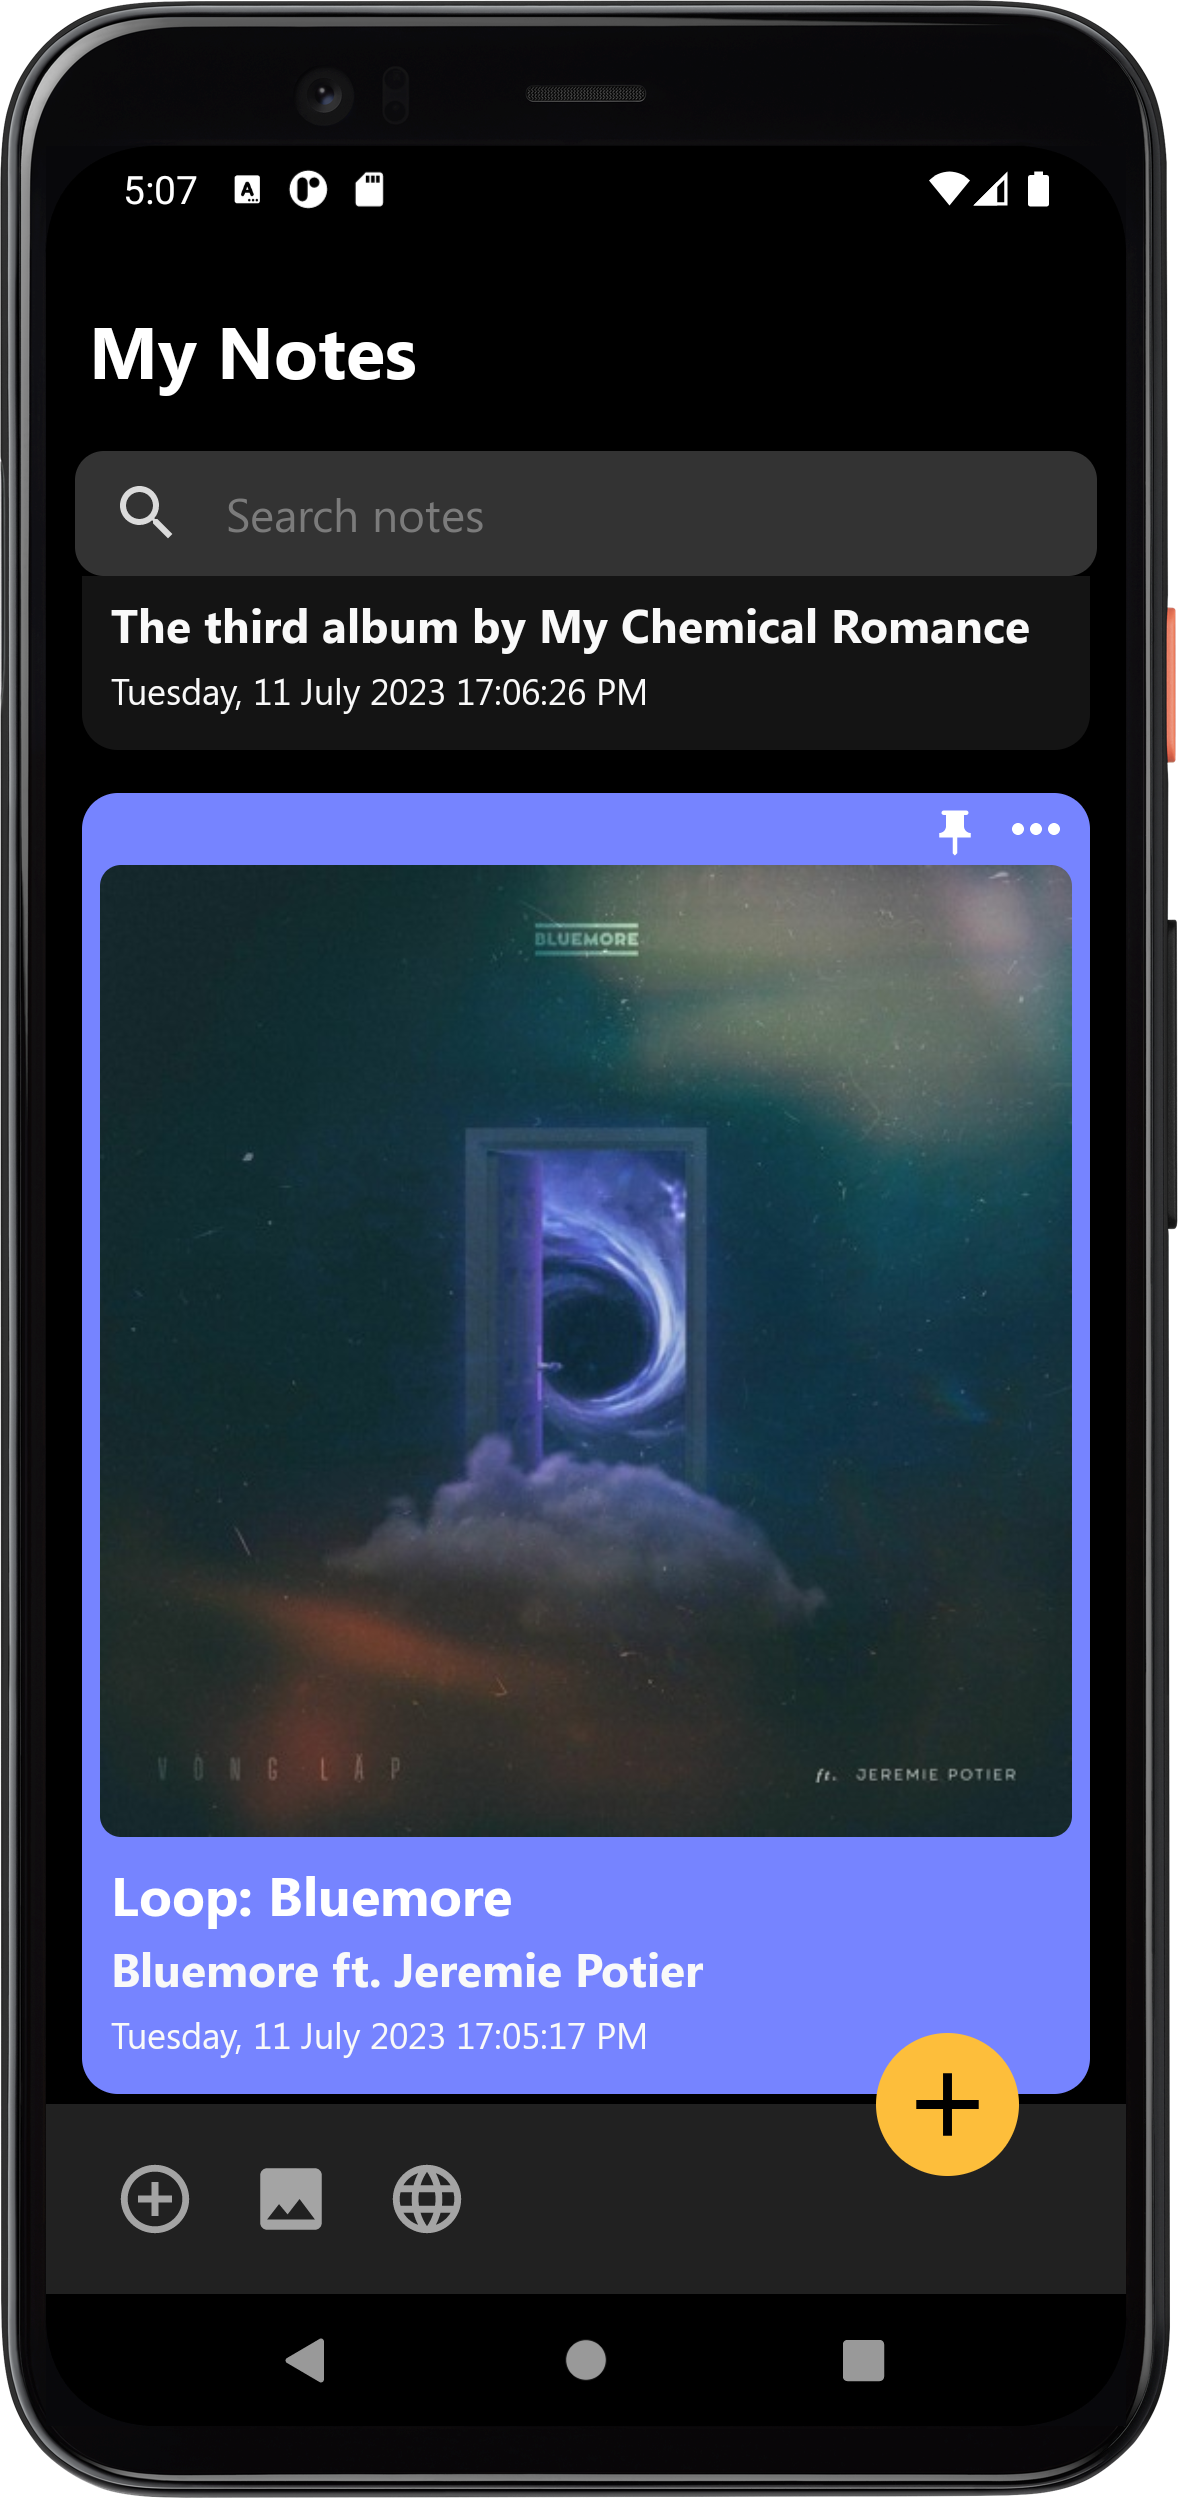 5:07
My Notes
Search notes
The third album by My Chemical Romance
Tuesday, 11 July 2023 17:06:26 PM
BLUEMORE
VÒNG LẶP
ft. JEREMIE POTIER
Loop: Bluemore
Bluemore ft. Jeremie Potier
Tuesday, 11 July 2023 17:05:17 PM